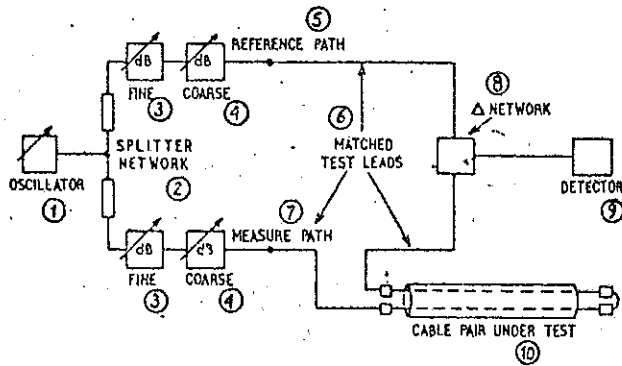 ⑤
REFERENCE PATH
dB
dB
FINE
COARSE
③
④
⑥
MATCHED
TEST LEADS
⑧
Δ NETWORK
SPLITTER
NETWORK
②
OSCILLATOR
①
DETECTOR
⑨
⑦
MEASURE PATH
dB
dB
FINE
COARSE
③
④
CABLE PAIR UNDER TEST
⑩